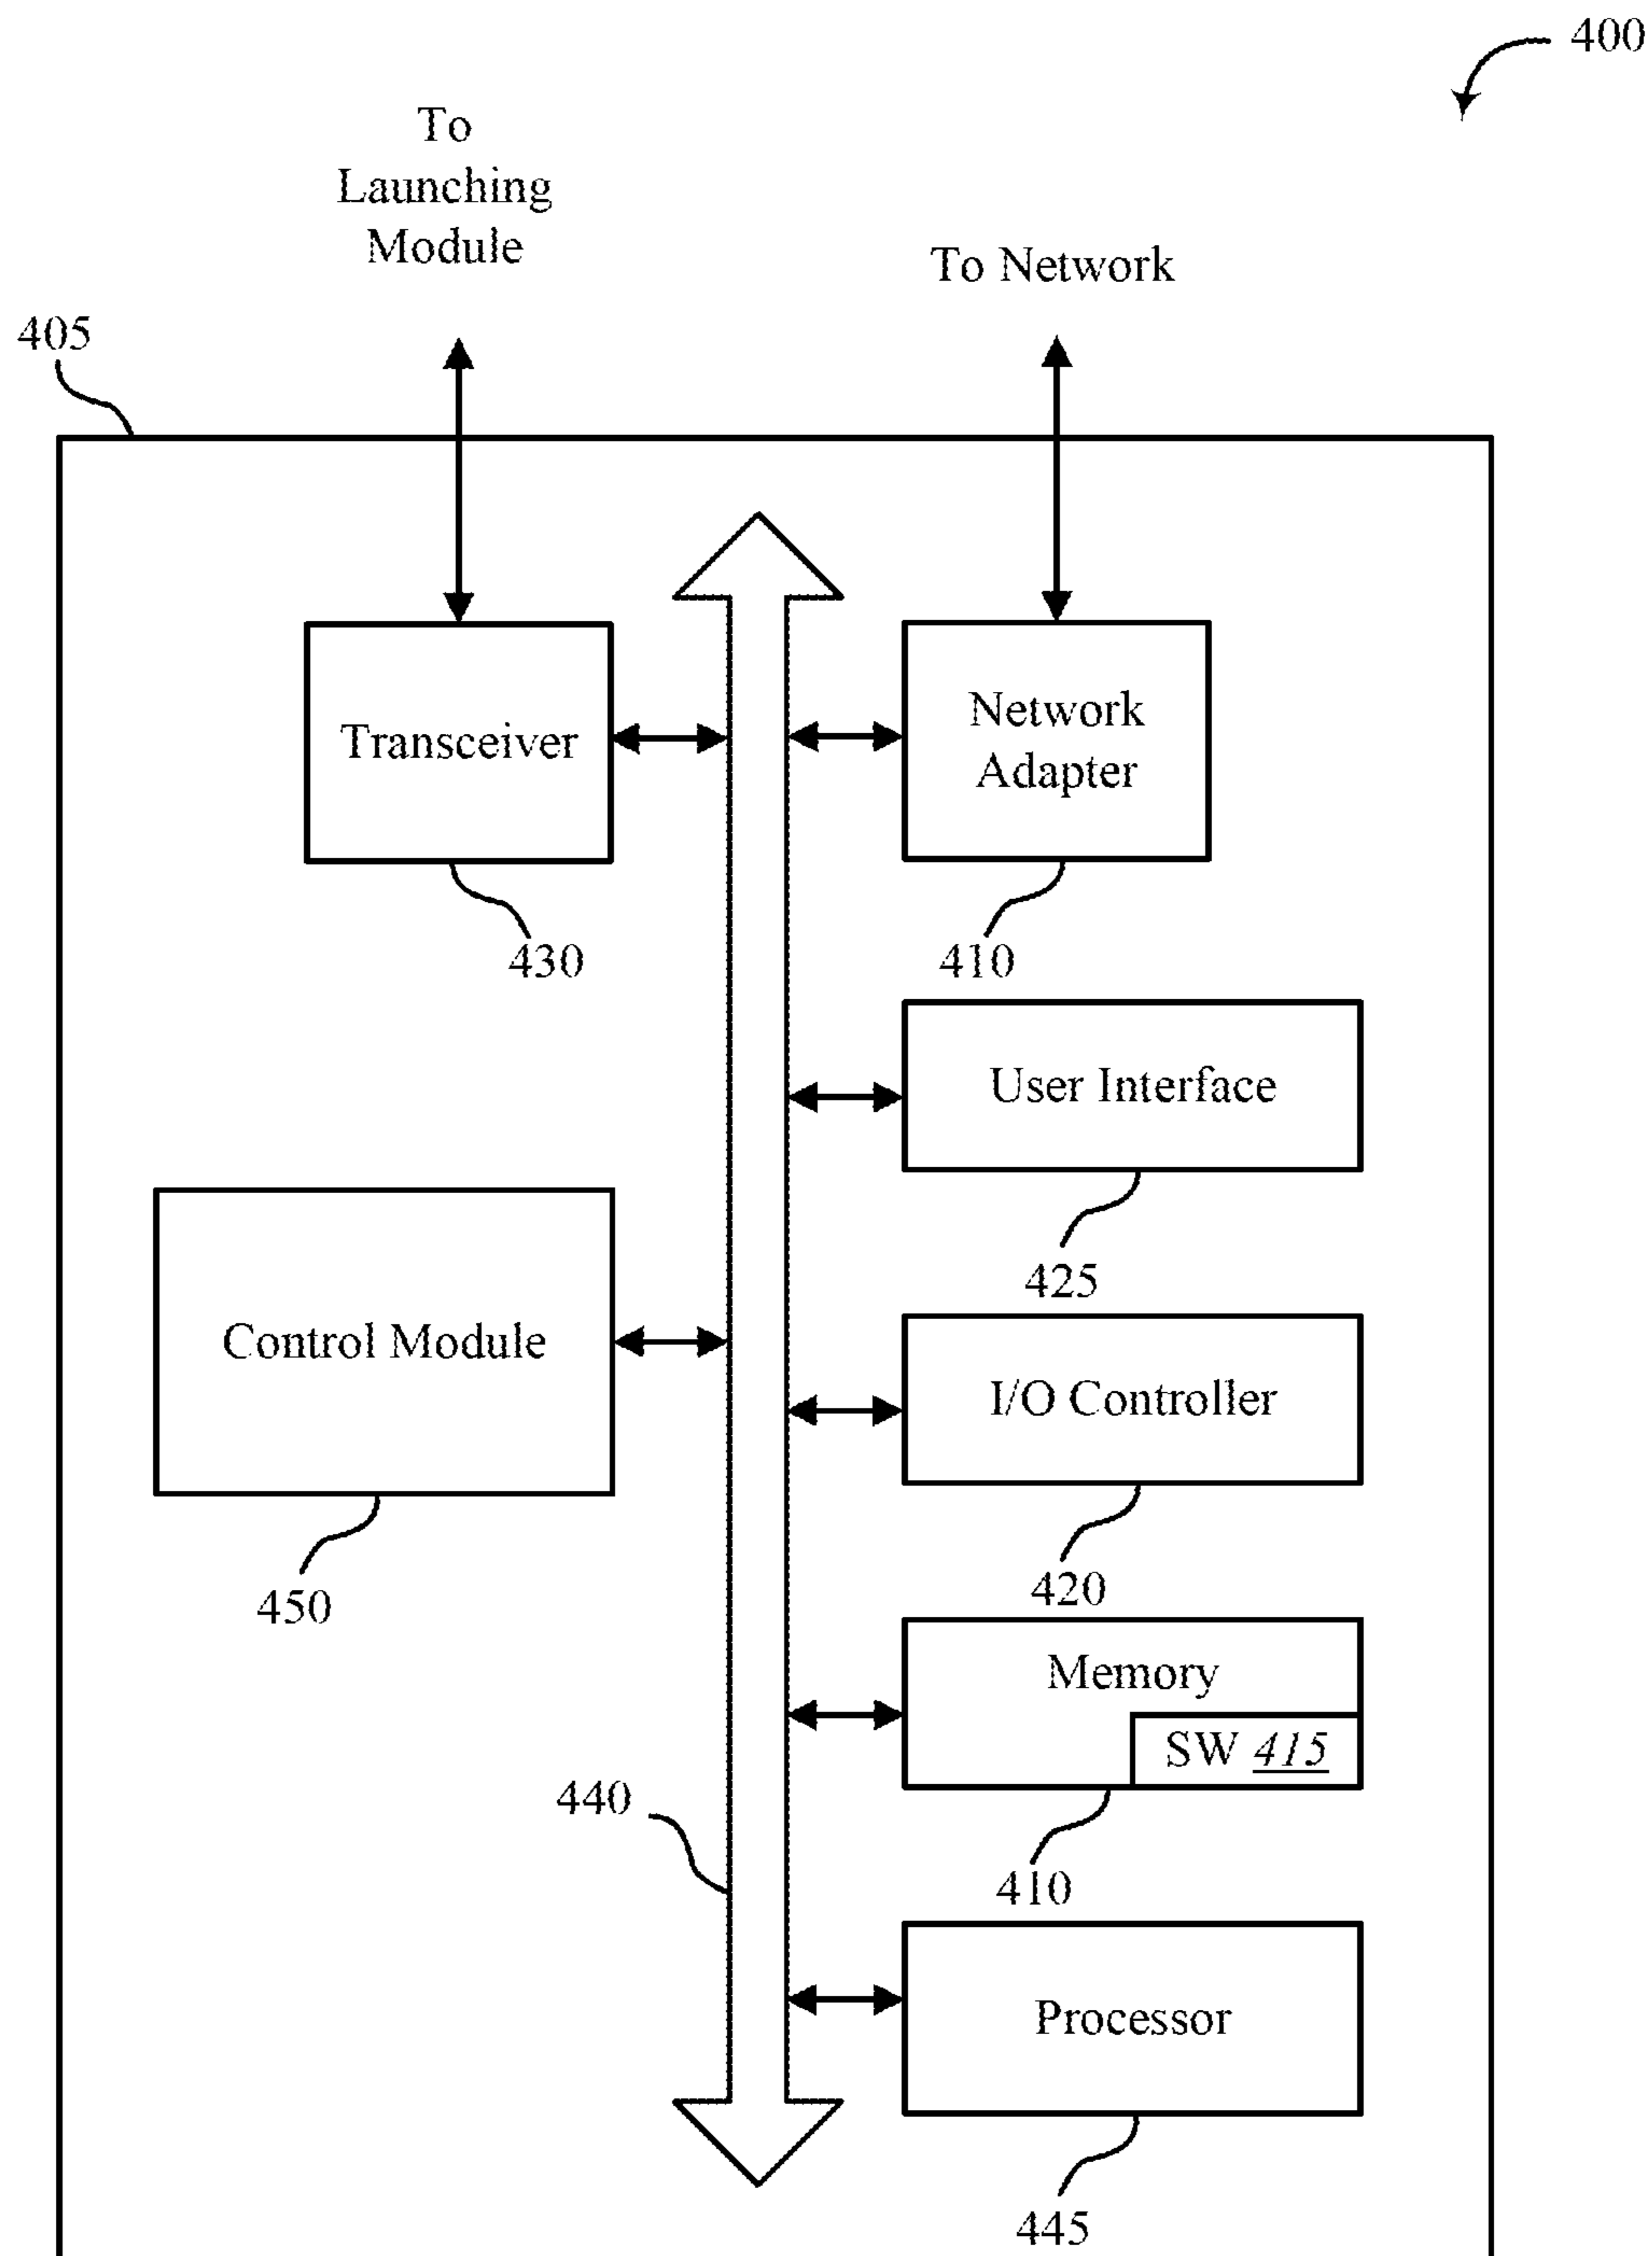 400
To
Launching
Module
To Network
405
Transceiver
Network
Adapter
430
410
User Interface
425
Control Module
I/O Controller
450
420
Memory
SW 415
440
410
Processor
445